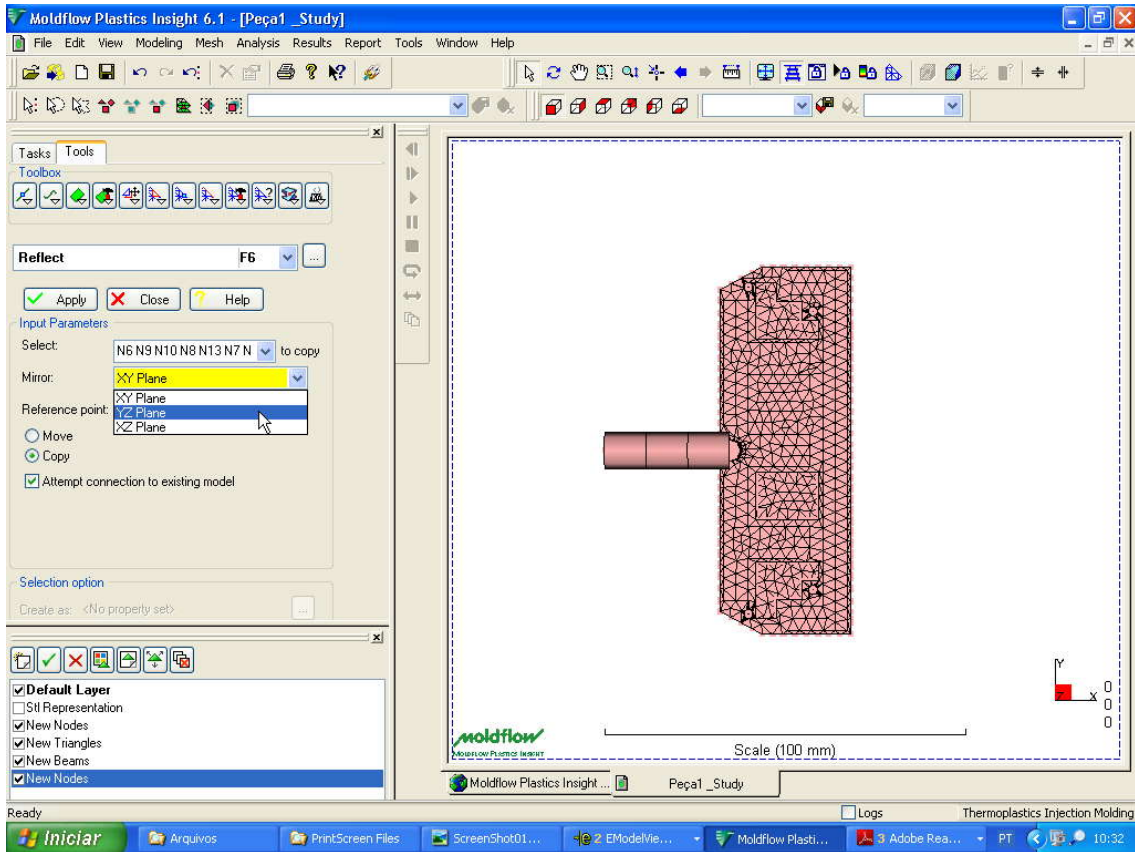 Moldflow Plastics Insight 6.1 - [Peça1 _Study]
File Edit View Modeling Mesh Analysis Results Report Tools Window Help
Tasks Tools
Toolbox
Reflect F6 ...
Apply Close ? Help
Input Parameters
Select: N6 N9 N10 N8 N13 N7 N to copy
Mirror: XY Plane
XY Plane
Reference point: YZ Plane
XZ Plane
Move
Copy
Attempt connection to existing model
Selection option
Create as: <No property set> ...
Default Layer
Stl Representation
New Nodes
New Triangles
New Beams
New Nodes
Y
Z X
0
0
0
Scale (100 mm)
moldflow
MOLDFLOW PLASTICS INSIGHT
Moldflow Plastics Insight ... Peça1 _Study
Ready Logs Thermoplastics Injection Molding
Iniciar Arquivos PrintScreen Files ScreenShot01... 2 EModelVie... Moldflow Plasti... 3 Adobe Rea... PT 10:32